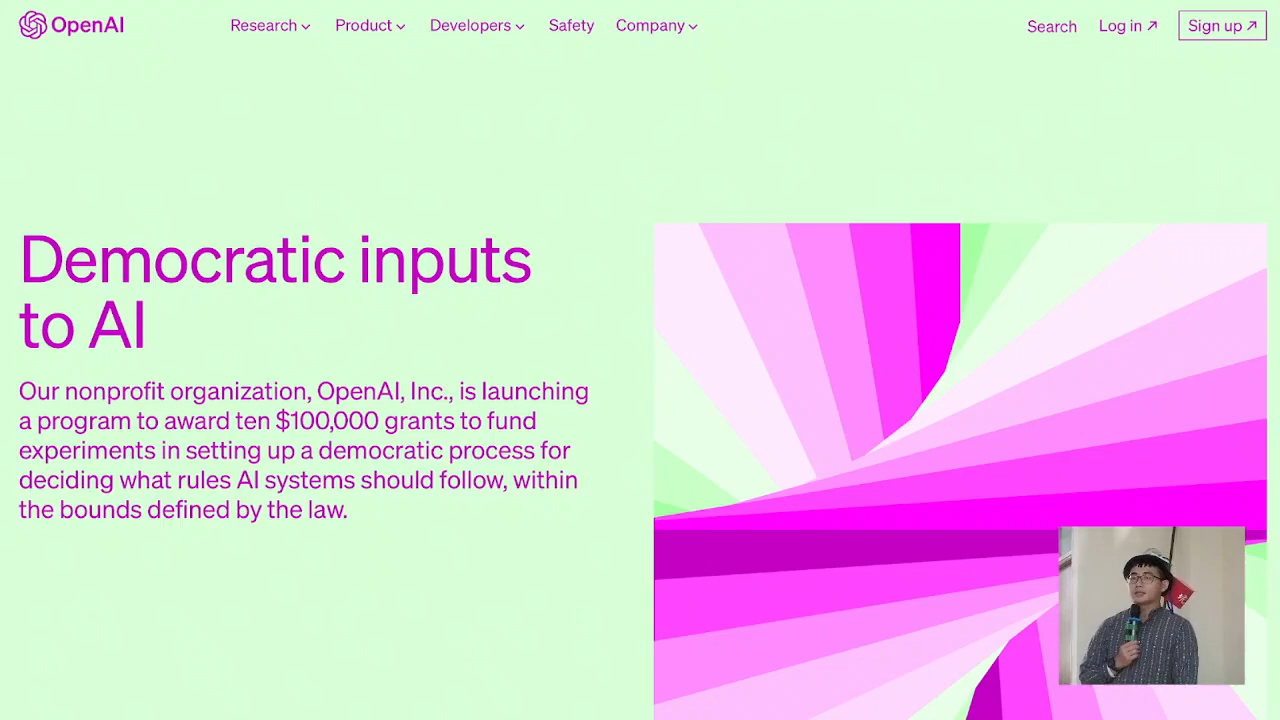 OpenAI
Research
Product
Developers
Safety
Company
Search
Log in ↗
Sign up ↗
Democratic inputs
to AI
Our nonprofit organization, OpenAI, Inc., is launching
a program to award ten $100,000 grants to fund
experiments in setting up a democratic process for
deciding what rules AI systems should follow, within
the bounds defined by the law.